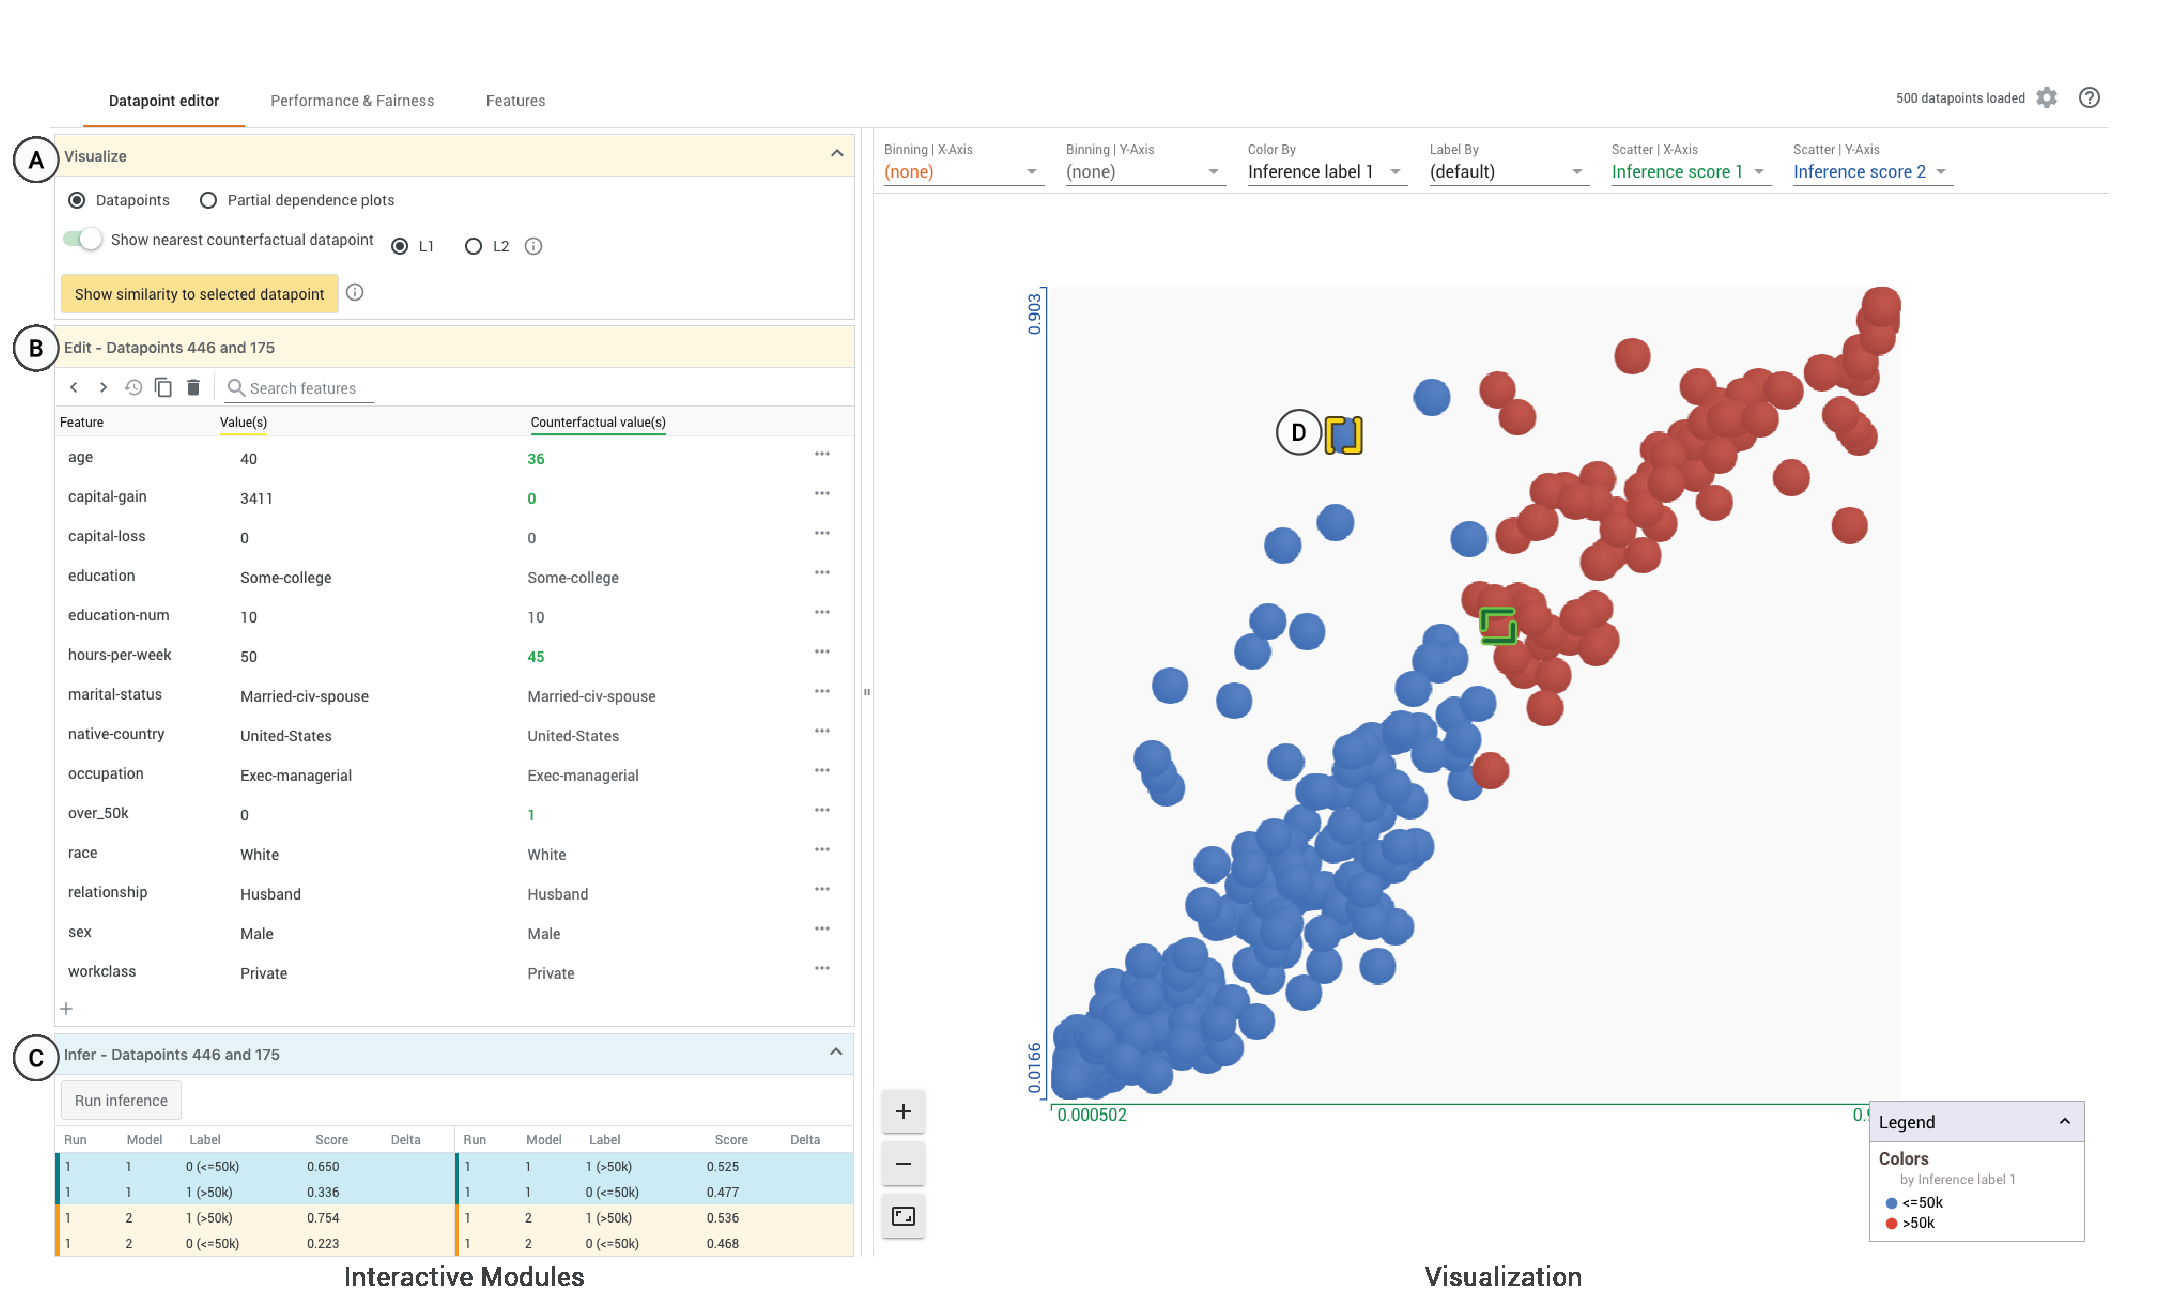 Datapoint editor Performance & Fairness Features 500 datapoints loaded
A Visualize
Datapoints Partial dependence plots
Show nearest counterfactual datapoint L1 L2
Show similarity to selected datapoint
B Edit - Datapoints 446 and 175
Search features
Feature Value(s) Counterfactual value(s)
age 40 36
capital-gain 3411 0
capital-loss 0 0
education Some-college Some-college
education-num 10 10
hours-per-week 50 45
marital-status Married-civ-spouse Married-civ-spouse
native-country United-States United-States
occupation Exec-managerial Exec-managerial
over_50k 0 1
race White White
relationship Husband Husband
sex Male Male
workclass Private Private
C Infer - Datapoints 446 and 175
Run inference
Run Model Label Score Delta Run Model Label Score Delta
1 1 0 (<=50k) 0.650 1 1 1 (>50k) 0.525
1 1 1 (>50k) 0.336 1 1 0 (<=50k) 0.477
1 2 1 (>50k) 0.754 1 2 1 (>50k) 0.536
1 2 0 (<=50k) 0.223 1 2 0 (<=50k) 0.468
Interactive Modules
Binning | X-Axis Binning | Y-Axis Color By Label By Scatter | X-Axis Scatter | Y-Axis
(none) (none) Inference label 1 (default) Inference score 1 Inference score 2
0.903
D
0.0166
0.000502
Legend
Colors
by Inference label 1
<=50k
>50k
Visualization